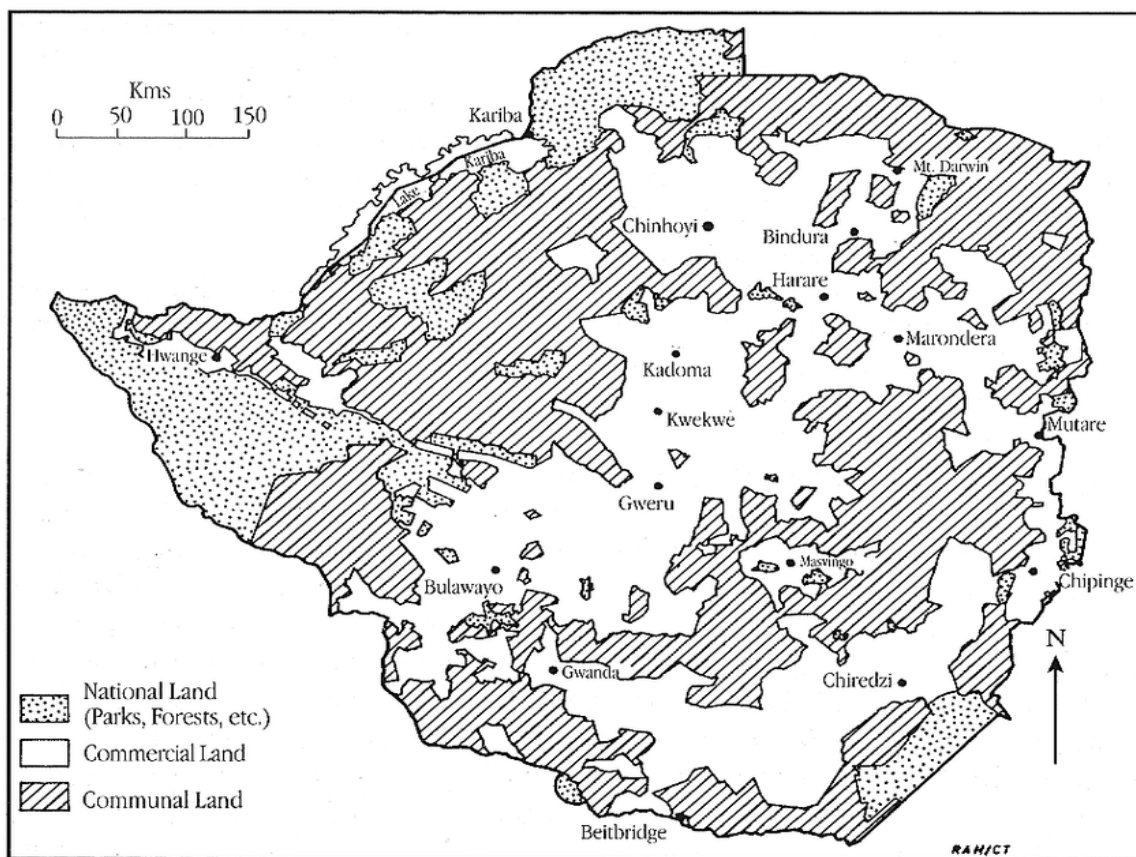 Kms
0 50 100 150
Kariba
Kariba
Lake
Mt. Darwin
Chinhoyi
Bindura
Harare
Hwange
Marondera
Kadoma
Kwekwe
Mutare
Gweru
Masvingo
Bulawayo
Chipinge
N
Gwanda
Chiredzi
National Land
(Parks, Forests, etc.)
Commercial Land
Communal Land
Beitbridge
RAH/CT